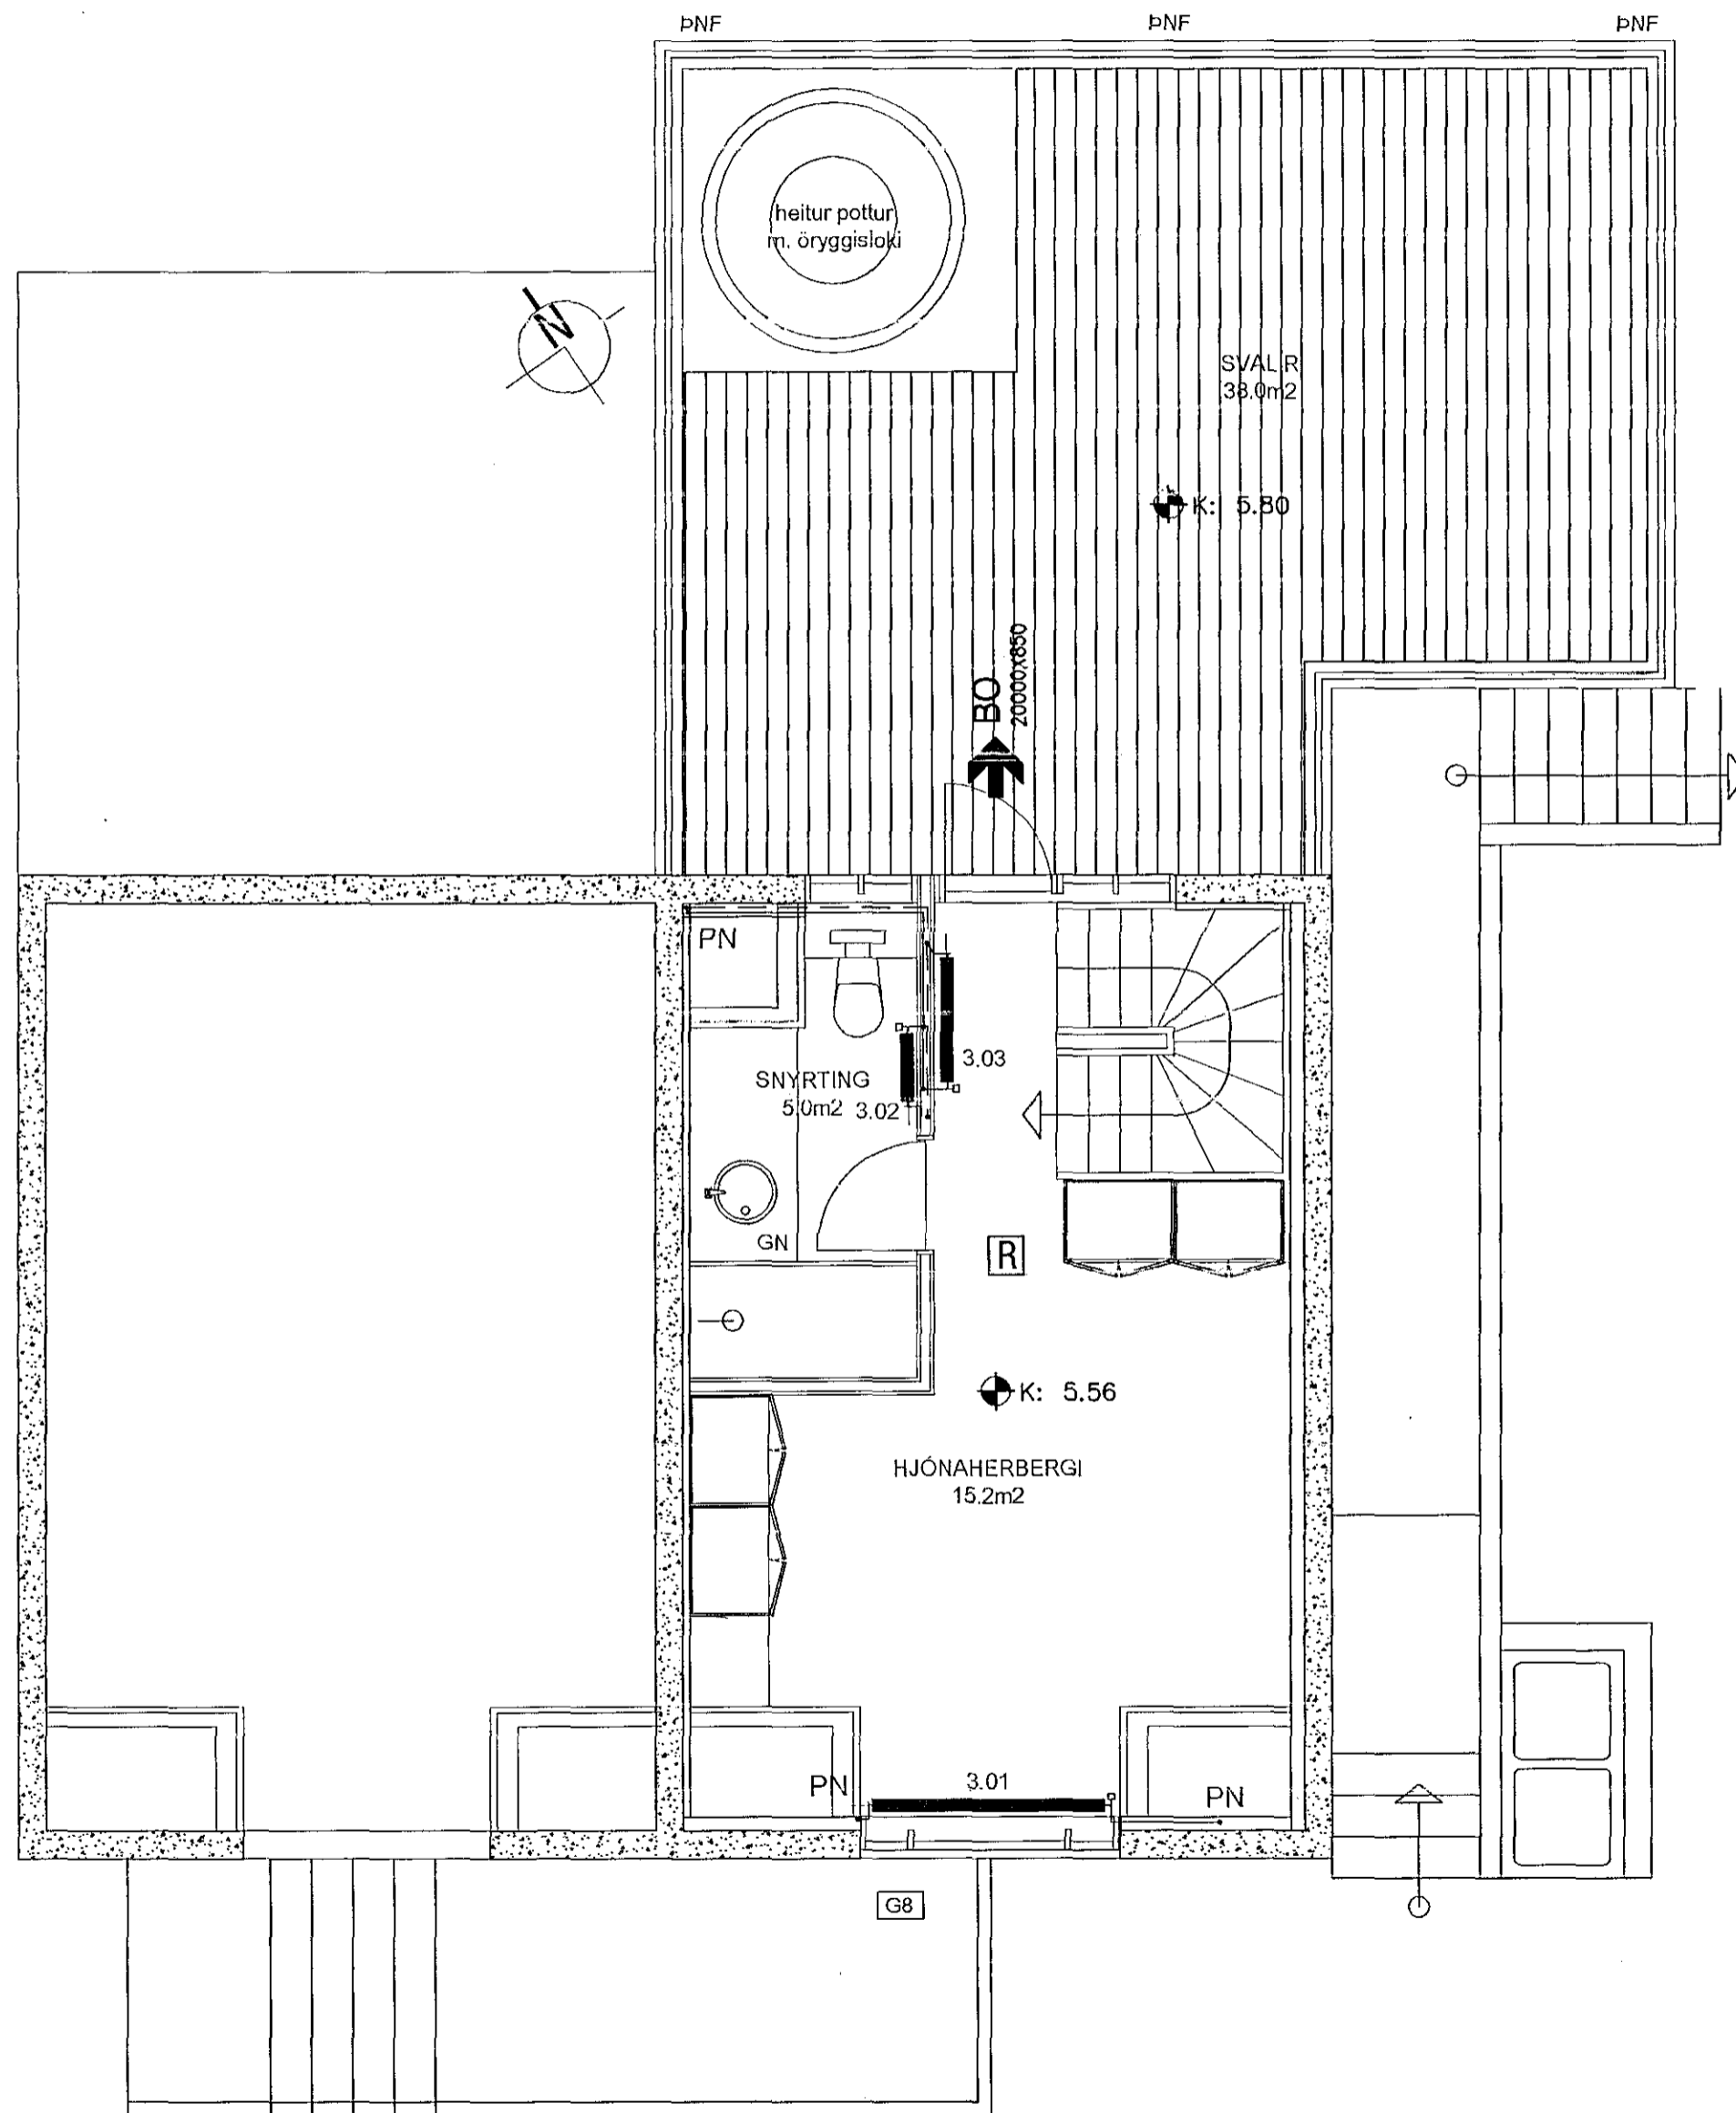 ÞNF
ÞNF
ÞNF
heitur pottur
m. öryggisloki
N
SVALIR
38.0m2
K: 5.80
BO
20000X850
PN
3.03
SNYRTING
5.0m2
3.02
GN
R
K: 5.56
HJÓNAHERBERGI
15.2m2
PN
3.01
PN
G8